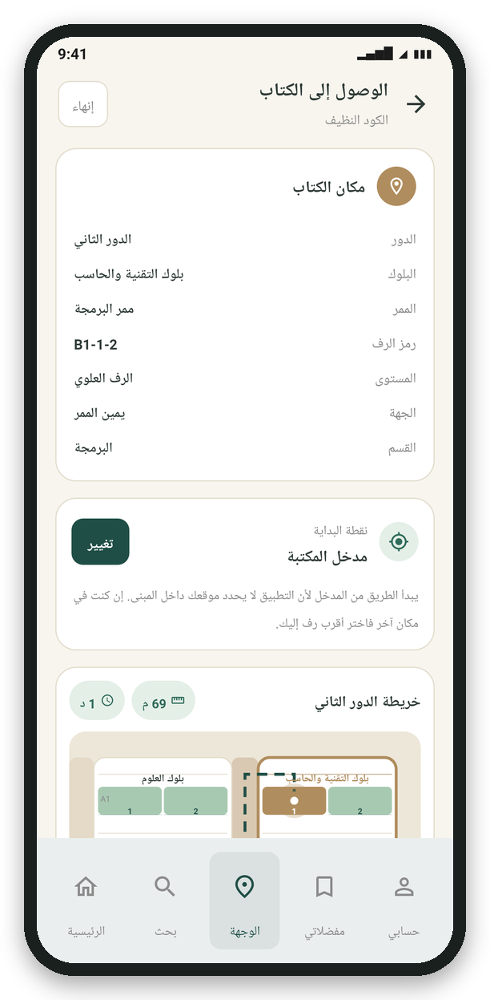 9:41
الوصول إلى الكتاب
الكود النظيف
إنهاء
مكان الكتاب
الدور الدور الثاني
البلوك بلوك التقنية والحاسب
الممر ممر البرمجة
رمز الرف B1-1-2
المستوى الرف العلوي
الجهة يمين الممر
القسم البرمجة
نقطة البداية
مدخل المكتبة
تغيير
يبدأ الطريق من المدخل لأن التطبيق لا يحدد موقعك داخل المبنى. إن كنت في
مكان آخر فاختر أقرب رف إليك.
خريطة الدور الثاني
69 م
1 د
بلوك التقنية والحاسب
بلوك العلوم
A1
1
2
1
2
حسابي
مفضلاتي
الوجهة
بحث
الرئيسية